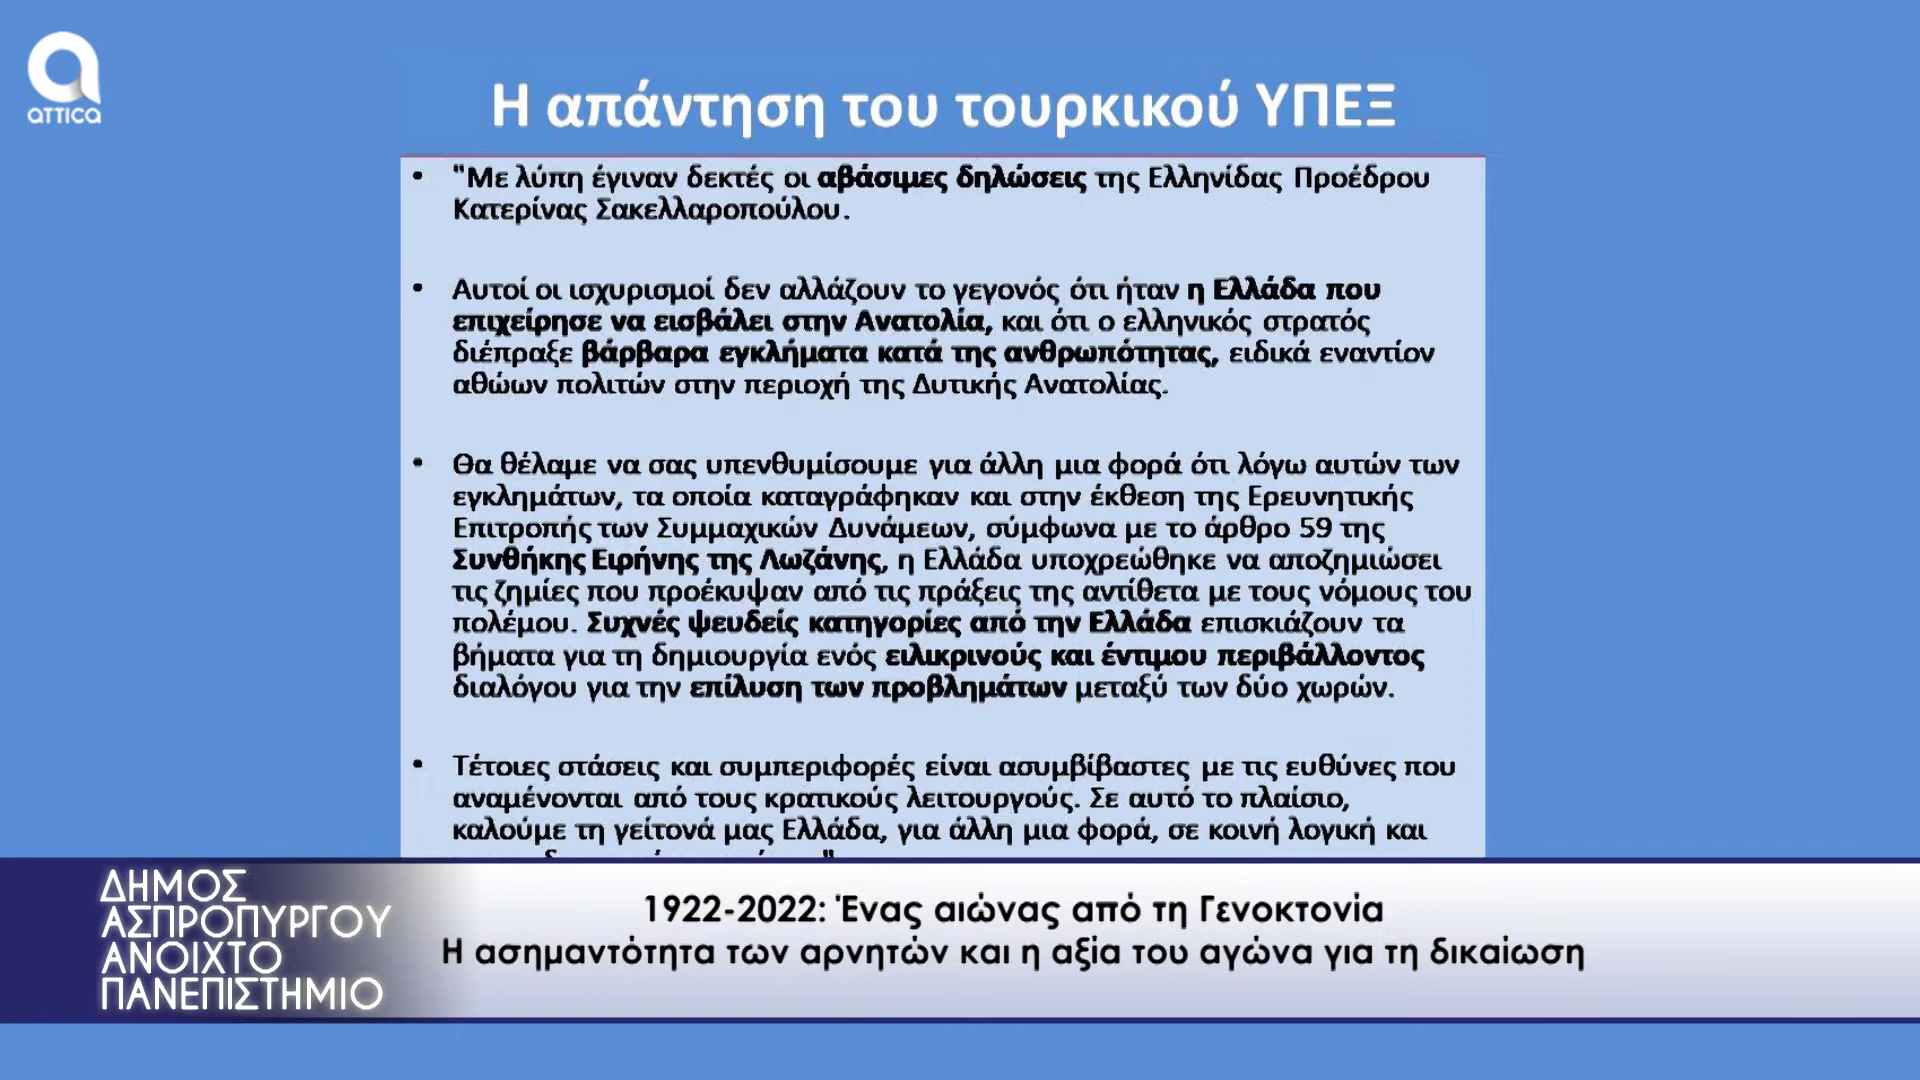 attica
Η απάντηση του τουρκικού ΥΠΕΞ
• "Με λύπη έγιναν δεκτές οι αβάσιμες δηλώσεις της Ελληνίδας Προέδρου
Κατερίνας Σακελλαροπούλου.
• Αυτοί οι ισχυρισμοί δεν αλλάζουν το γεγονός ότι ήταν η Ελλάδα που
επιχείρησε να εισβάλει στην Ανατολία, και ότι ο ελληνικός στρατός
διέπραξε βάρβαρα εγκλήματα κατά της ανθρωπότητας, ειδικά εναντίον
αθώων πολιτών στην περιοχή της Δυτικής Ανατολίας.
• Θα θέλαμε να σας υπενθυμίσουμε για άλλη μια φορά ότι λόγω αυτών των
εγκλημάτων, τα οποία καταγράφηκαν και στην έκθεση της Ερευνητικής
Επιτροπής των Συμμαχικών Δυνάμεων, σύμφωνα με το άρθρο 59 της
Συνθήκης Ειρήνης της Λωζάνης, η Ελλάδα υποχρεώθηκε να αποζημιώσει
τις ζημίες που προέκυψαν από τις πράξεις της αντίθετα με τους νόμους του
πολέμου. Συχνές ψευδείς κατηγορίες από την Ελλάδα επισκιάζουν τα
βήματα για τη δημιουργία ενός ειλικρινούς και έντιμου περιβάλλοντος
διαλόγου για την επίλυση των προβλημάτων μεταξύ των δύο χωρών.
• Τέτοιες στάσεις και συμπεριφορές είναι ασυμβίβαστες με τις ευθύνες που
αναμένονται από τους κρατικούς λειτουργούς. Σε αυτό το πλαίσιο,
καλούμε τη γείτονά μας Ελλάδα, για άλλη μια φορά, σε κοινή λογική και
ΔΗΜΟΣ
ΑΣΠΡΟΠΥΡΓΟΥ
ΑΝΟΙΧΤΟ
ΠΑΝΕΠΙΣΤΗΜΙΟ
1922-2022: Ένας αιώνας από τη Γενοκτονία
Η ασημαντότητα των αρνητών και η αξία του αγώνα για τη δικαίωση